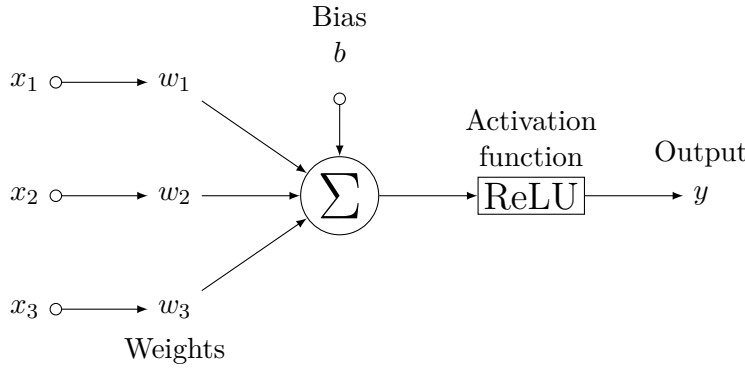 Bias
b
x₁
w₁
Activation
function
Output
x₂
w₂
∑
ReLU
y
x₃
w₃
Weights